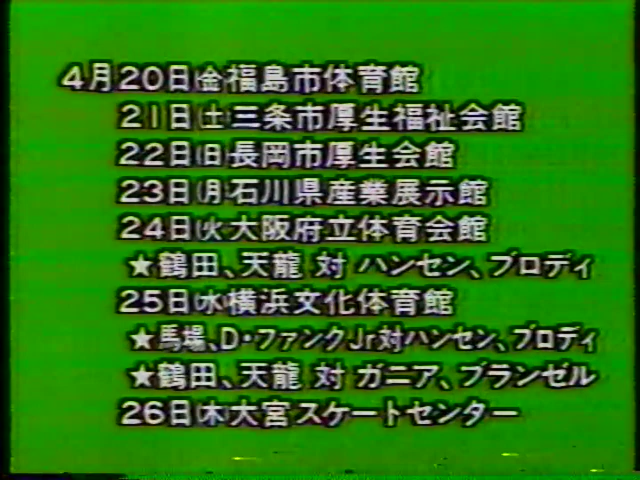 4月20日(金)福島市体育館
21日(土)三条市厚生福祉会館
22日(日)長岡市厚生会館
23日(月)石川県産業展示館
24日(火)大阪府立体育会館
★鶴田、天龍 対 ハンセン、ブロディ
25日(水)横浜文化体育館
★馬場、D・ファンクJr対ハンセン、ブロディ
★鶴田、天龍 対 ガニア、ブランゼル
26日(木)大宮スケートセンター